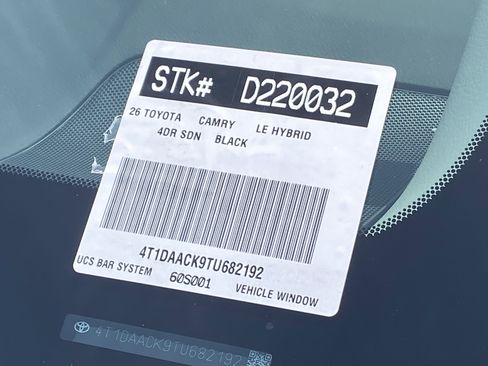 STK# D220032
26 TOYOTA CAMRY LE HYBRID
4DR SDN BLACK
4T1DAACK9TU682192
UCS BAR SYSTEM 60S001 VEHICLE WINDOW
4T1DAACK9TU682192